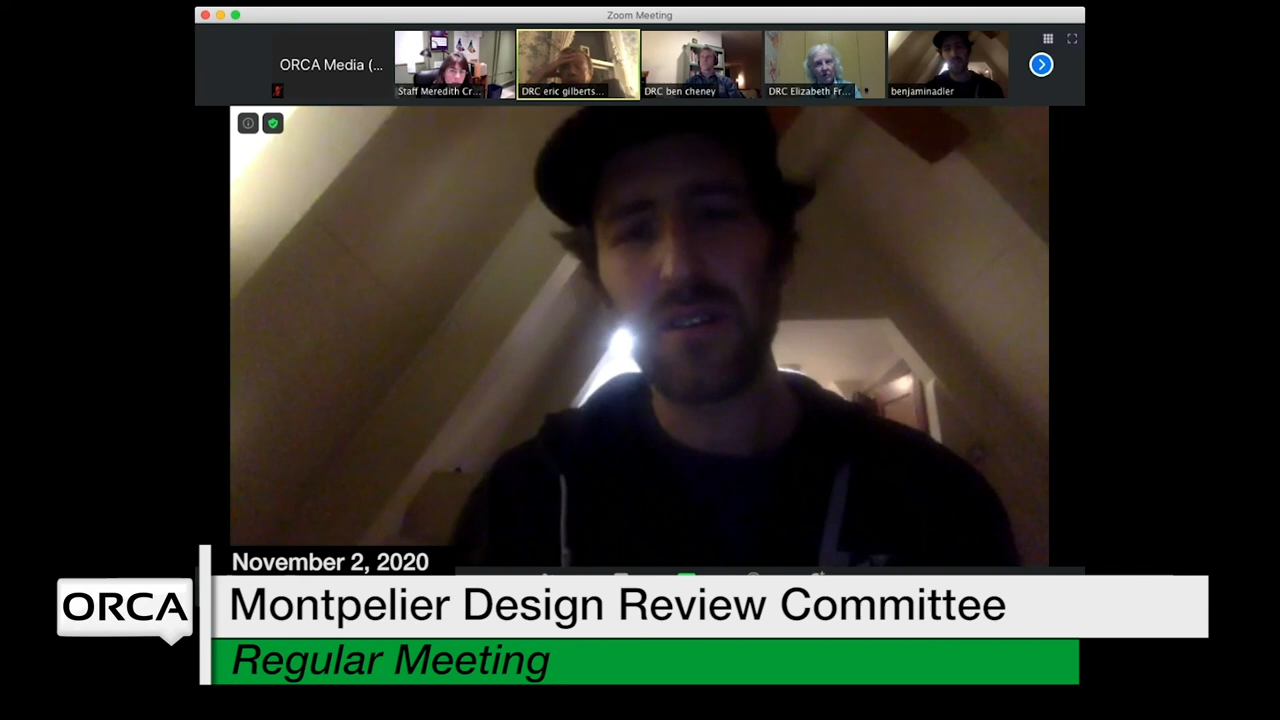 Zoom Meeting
ORCA Media (...
Staff Meredith Cr...
DRC eric gilberts...
DRC ben cheney
DRC Elizabeth Fr...
benjaminadler
November 2, 2020
ORCA
Montpelier Design Review Committee
Regular Meeting